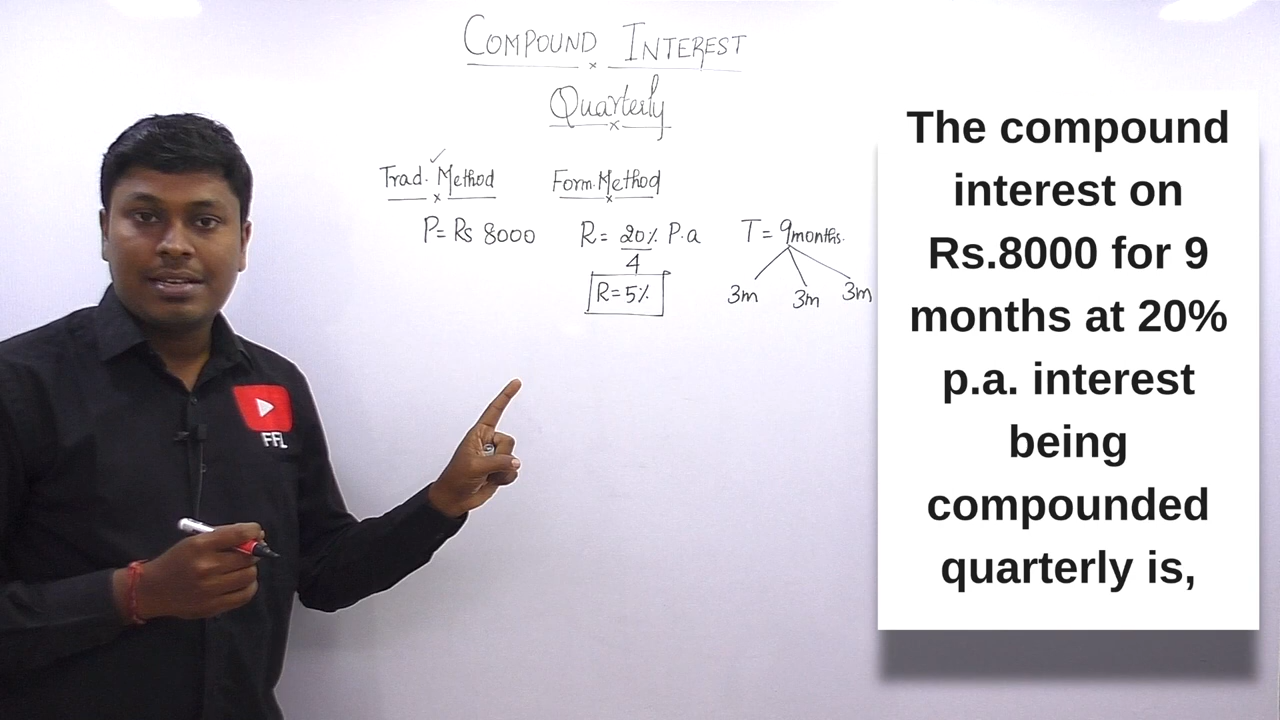 COMPOUND INTEREST
Quarterly
Trad. Method
Form. Method
P = Rs 8000
R = 20% P.a
4
R = 5%
T = 9months.
3m 3m 3m
The compound
interest on
Rs.8000 for 9
months at 20%
p.a. interest
being
compounded
quarterly is,
FFL